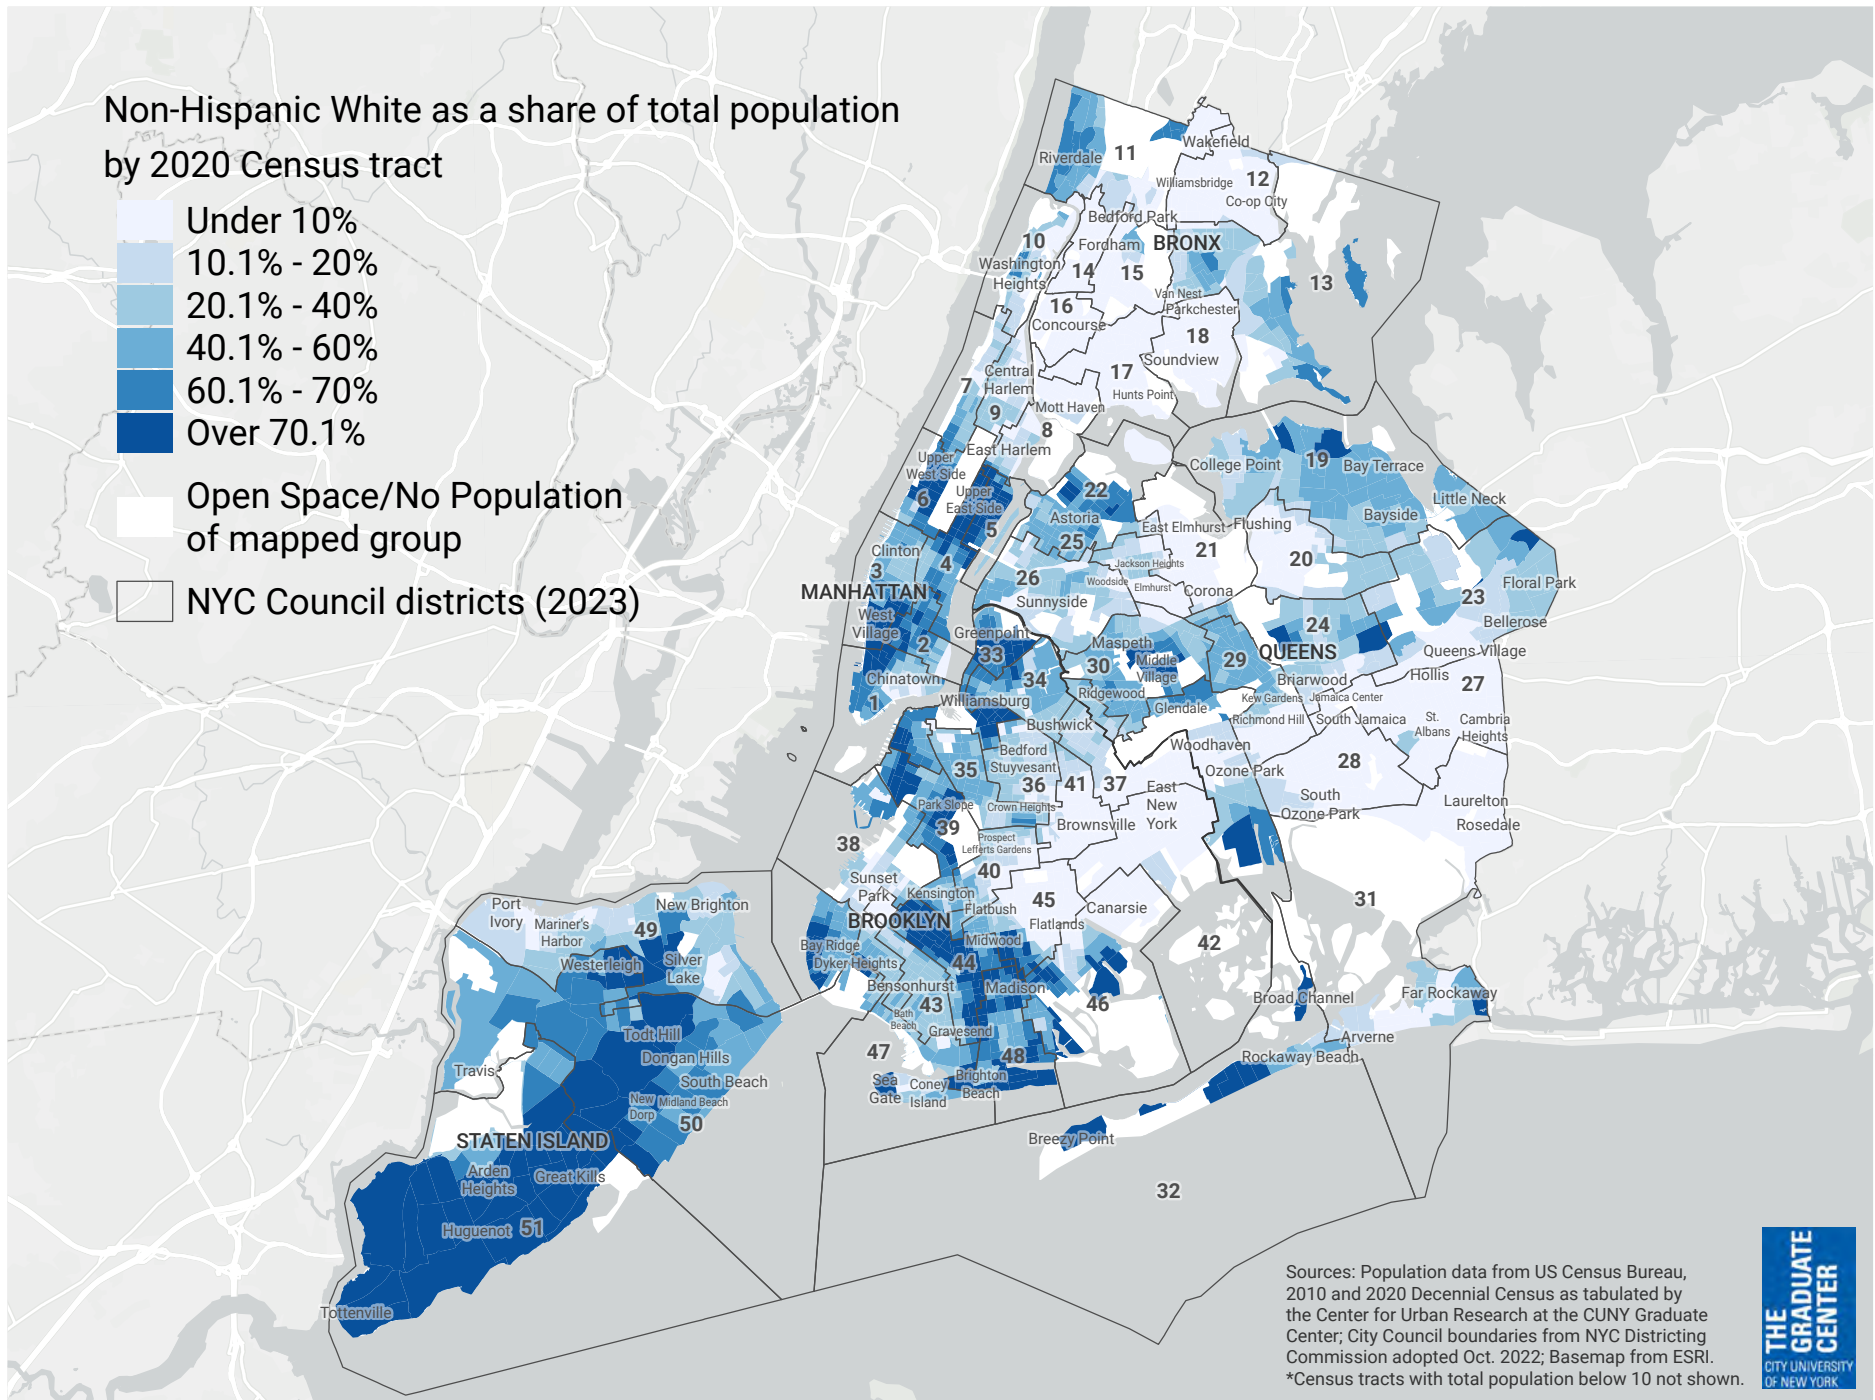 Non-Hispanic White as a share of total population
by 2020 Census tract
Under 10%
10.1% - 20%
20.1% - 40%
40.1% - 60%
60.1% - 70%
Over 70.1%
Open Space/No Population
of mapped group
NYC Council districts (2023)
Wakefield
Riverdale
11
Williamsbridge
12
Co-op City
Bedford Park
10
Fordham
BRONX
Washington
Heights
14
15
13
Van Nest
16
Parkchester
Concourse
18
Soundview
17
Central
Harlem
7
Hunts Point
9
Mott Haven
8
East Harlem
Upper
West Side
College Point
19
Bay Terrace
6
Upper
East Side
22
Little Neck
5
Astoria
Bayside
East Elmhurst
Flushing
25
21
Clinton
20
3
4
Jackson Heights
26
Woodside
Elmhurst
Floral Park
MANHATTAN
Sunnyside
Corona
23
West
Village
Greenpoint
24
Bellerose
2
33
Maspeth
QUEENS
Queens Village
30
Middle
Village
29
Chinatown
34
Briarwood
Hollis
27
1
Williamsburg
Ridgewood
Kew Gardens
Jamaica Center
Glendale
Bushwick
Richmond Hill
South Jamaica
St.
Albans
Cambria
Heights
Woodhaven
Bedford
Stuyvesant
35
28
36
41
37
East
New
York
Ozone Park
Park Slope
Crown Heights
South
Ozone Park
Laurelton
Rosedale
39
Brownsville
38
Prospect
Lefferts Gardens
40
Sunset
Park
Kensington
45
31
Flatbush
Canarsie
BROOKLYN
Flatlands
Port
Ivory
Mariner's
Harbor
49
New Brighton
Bay Ridge
Midwood
42
Dyker Heights
44
Westerleigh
Silver
Lake
Bensonhurst
Madison
43
46
Broad Channel
Far Rockaway
Bath
Beach
Gravesend
Arverne
Todt Hill
47
48
Dongan Hills
Rockaway Beach
Travis
South Beach
Sea
Gate
Coney
Island
Brighton
Beach
New
Dorp
Midland Beach
50
STATEN ISLAND
Breezy Point
Arden
Heights
Great Kills
32
Huguenot
51
Tottenville
Sources: Population data from US Census Bureau,
2010 and 2020 Decennial Census as tabulated by
the Center for Urban Research at the CUNY Graduate
Center; City Council boundaries from NYC Districting
Commission adopted Oct. 2022; Basemap from ESRI.
*Census tracts with total population below 10 not shown.
THE
GRADUATE
CENTER
CITY UNIVERSITY
OF NEW YORK